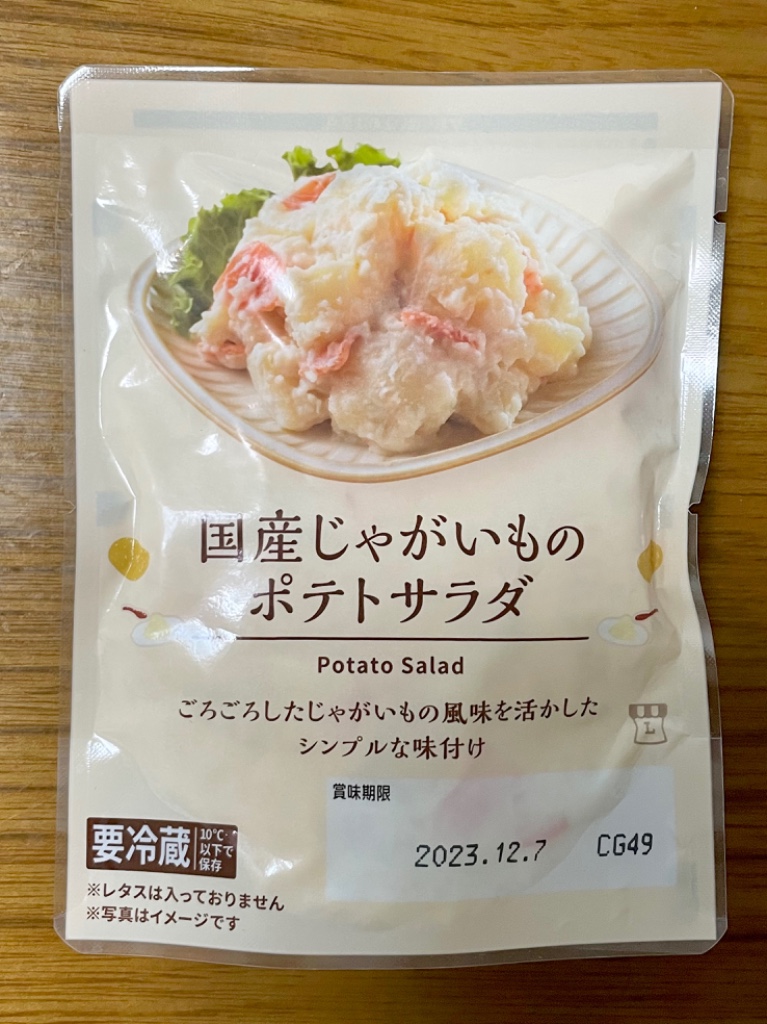 国産じゃがいもの
ポテトサラダ
Potato Salad
ごろごろしたじゃがいもの風味を活かした
シンプルな味付け
L
賞味期限
2023.12.7 CG49
要冷蔵 10℃以下で保存
※レタスは入っておりません
※写真はイメージです